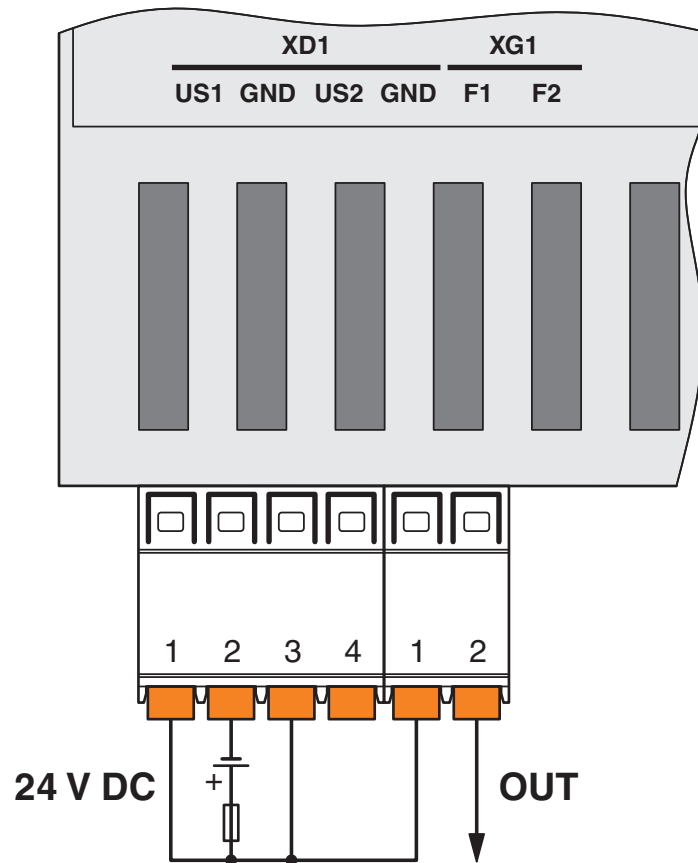 XD1 XG1
US1 GND US2 GND F1 F2
1 2 3 4 1 2
24 V DC + OUT